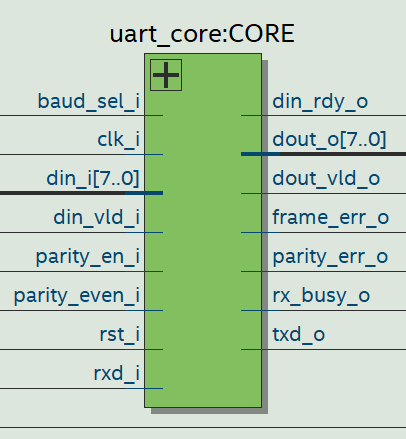 uart_core:CORE
baud_sel_i
clk_i
din_i[7..0]
din_vld_i
parity_en_i
parity_even_i
rst_i
rxd_i
din_rdy_o
dout_o[7..0]
dout_vld_o
frame_err_o
parity_err_o
rx_busy_o
txd_o